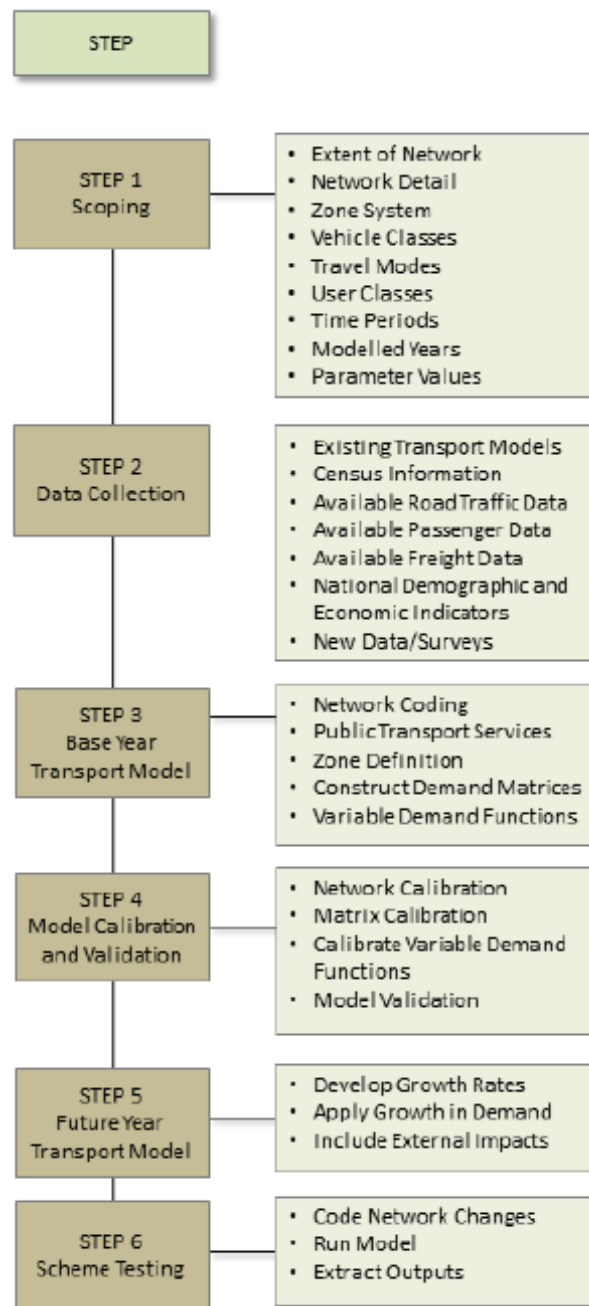 STEP
STEP 1
Scoping
• Extent of Network
• Network Detail
• Zone System
• Vehicle Classes
• Travel Modes
• User Classes
• Time Periods
• Modelled Years
• Parameter Values
STEP 2
Data Collection
• Existing Transport Models
• Census Information
• Available Road Traffic Data
• Available Passenger Data
• Available Freight Data
• National Demographic and
Economic Indicators
• New Data/Surveys
STEP 3
Base Year
Transport Model
• Network Coding
• Public Transport Services
• Zone Definition
• Construct Demand Matrices
• Variable Demand Functions
STEP 4
Model Calibration
and Validation
• Network Calibration
• Matrix Calibration
• Calibrate Variable Demand
Functions
• Model Validation
STEP 5
Future Year
Transport Model
• Develop Growth Rates
• Apply Growth in Demand
• Include External Impacts
STEP 6
Scheme Testing
• Code Network Changes
• Run Model
• Extract Outputs